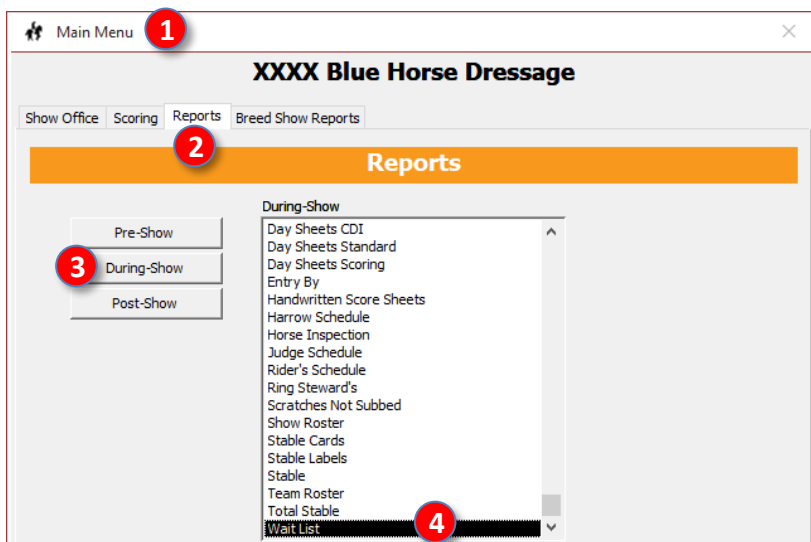 Main Menu 1
XXXX Blue Horse Dressage
Show Office Scoring Reports Breed Show Reports
2
Reports
During-Show
Pre-Show
3 During-Show
Post-Show
Day Sheets CDI
Day Sheets Standard
Day Sheets Scoring
Entry By
Handwritten Score Sheets
Harrow Schedule
Horse Inspection
Judge Schedule
Rider's Schedule
Ring Steward's
Scratches Not Subbed
Show Roster
Stable Cards
Stable Labels
Stable
Team Roster
Total Stable
Wait List 4